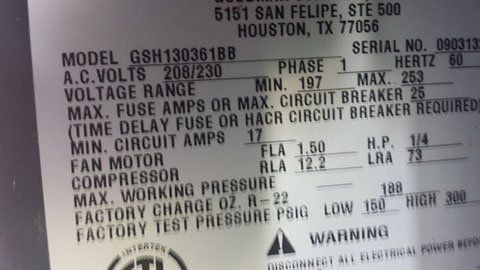 5151 SAN FELIPE, STE 500
HOUSTON, TX 77056
MODEL GSH130361BB SERIAL NO.
A.C.VOLTS 208/230 PHASE 1 HERTZ 60
VOLTAGE RANGE MIN. 197 MAX. 253
MAX. FUSE AMPS OR MAX. CIRCUIT BREAKER 25
(TIME DELAY FUSE OR HACR CIRCUIT BREAKER REQUIRED)
MIN. CIRCUIT AMPS 17
FAN MOTOR FLA 1.50 H.P. 1/4
COMPRESSOR RLA 12.2 LRA 73
MAX. WORKING PRESSURE
FACTORY CHARGE OZ. R-22 180
FACTORY TEST PRESSURE PSIG LOW 150 HIGH 300
INTERTEK
WARNING
DISCONNECT ALL ELECTRICAL POWER